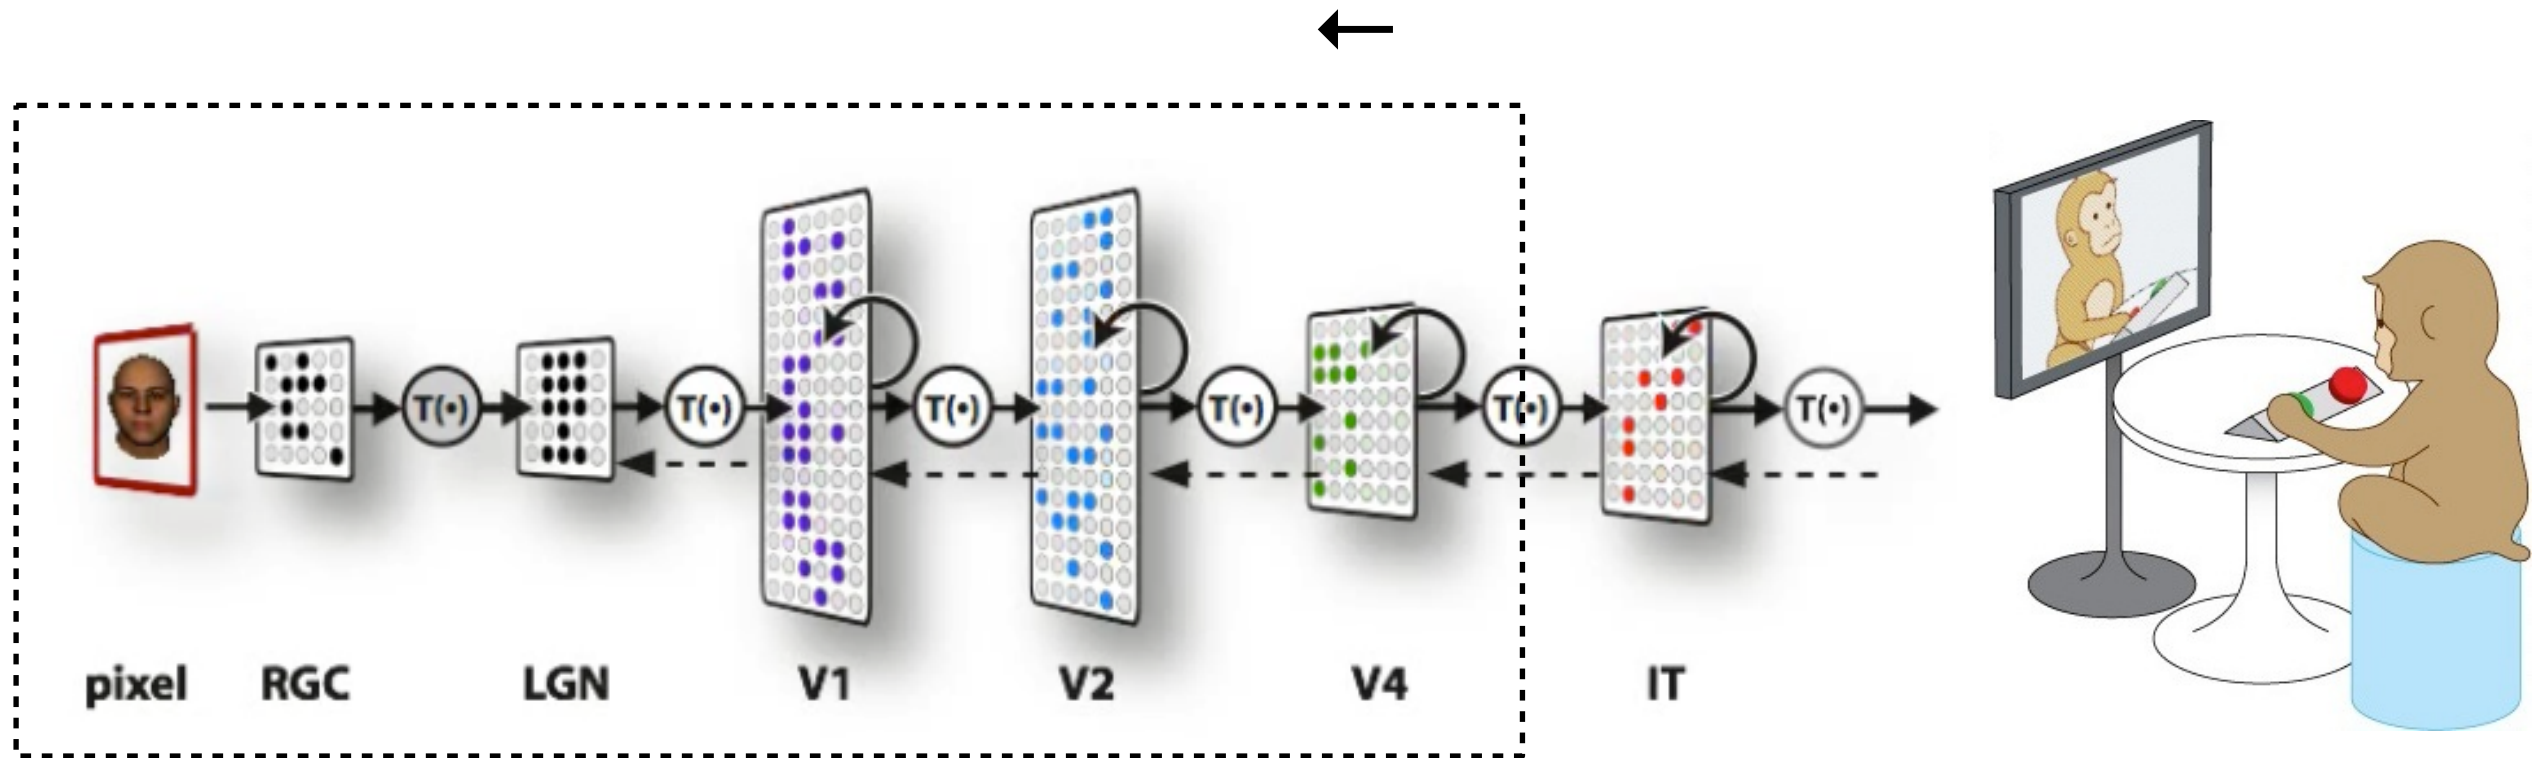 T(•) T(•) T(•) T(•) T(•) T(•)
pixel RGC LGN V1 V2 V4 IT